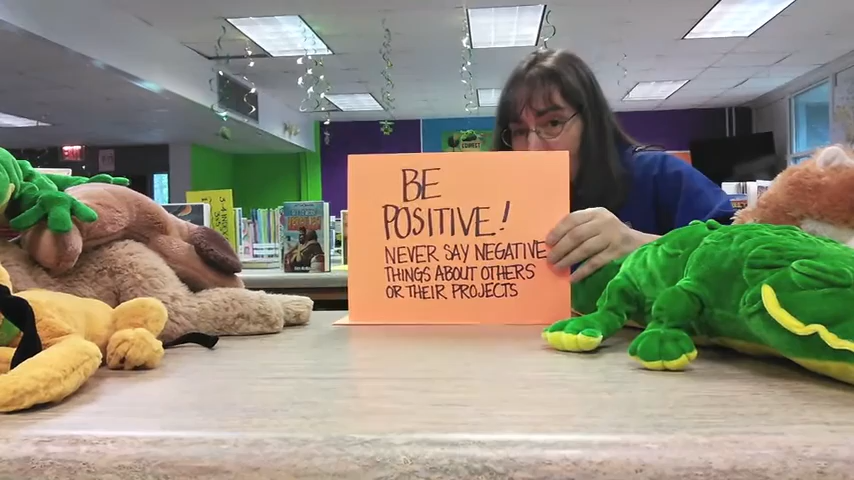 BE
POSITIVE!
NEVER SAY NEGATIVE
THINGS ABOUT OTHERS
OR THEIR PROJECTS